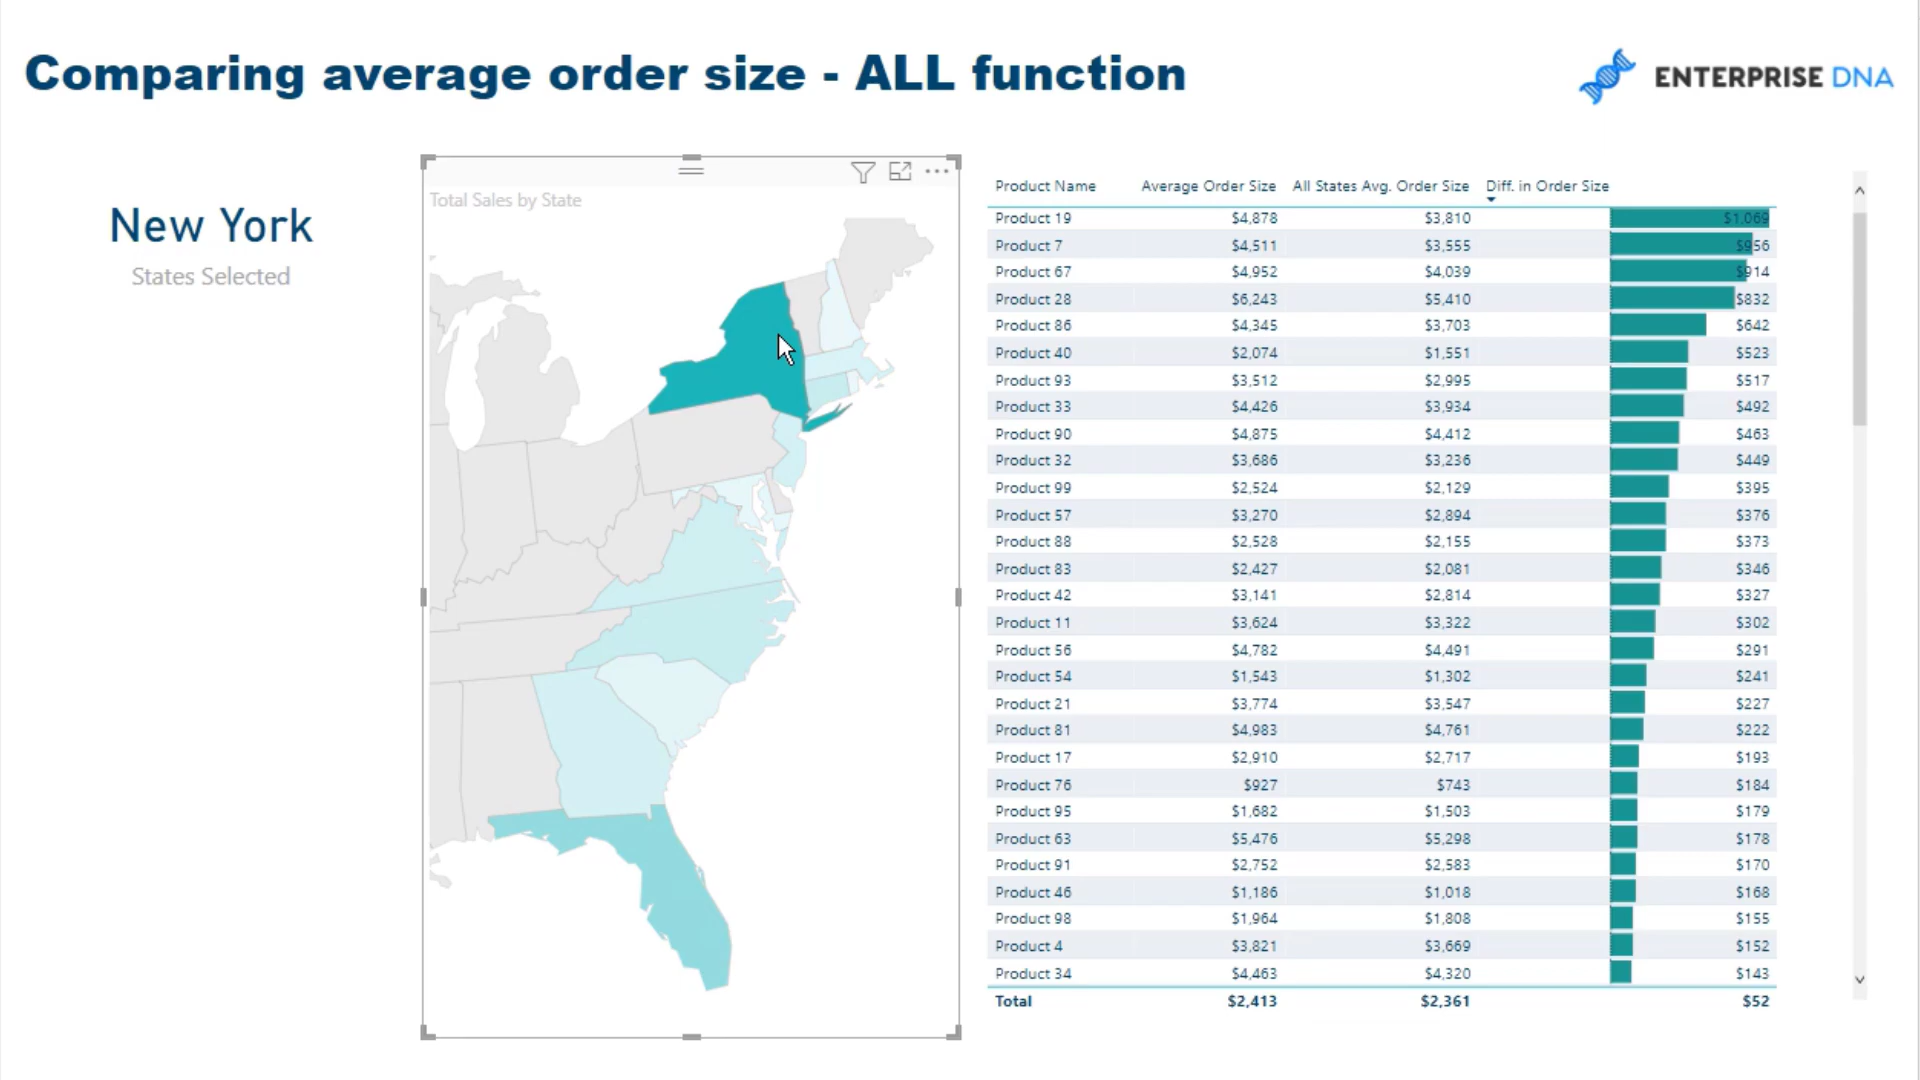 Comparing average order size - ALL function
ENTERPRISE DNA
New York
States Selected
Total Sales by State
Product Name Average Order Size All States Avg. Order Size Diff. in Order Size
Product 19 $4,878 $3,810 $1,069
Product 7 $4,511 $3,555 $956
Product 67 $4,952 $4,039 $914
Product 28 $6,243 $5,410 $832
Product 86 $4,345 $3,703 $642
Product 40 $2,074 $1,551 $523
Product 93 $3,512 $2,995 $517
Product 33 $4,426 $3,934 $492
Product 90 $4,875 $4,412 $463
Product 32 $3,686 $3,236 $449
Product 99 $2,524 $2,129 $395
Product 57 $3,270 $2,894 $376
Product 88 $2,528 $2,155 $373
Product 83 $2,427 $2,081 $346
Product 42 $3,141 $2,814 $327
Product 11 $3,624 $3,322 $302
Product 56 $4,782 $4,491 $291
Product 54 $1,543 $1,302 $241
Product 21 $3,774 $3,547 $227
Product 81 $4,983 $4,761 $222
Product 17 $2,910 $2,717 $193
Product 76 $927 $743 $184
Product 95 $1,682 $1,503 $179
Product 63 $5,476 $5,298 $178
Product 91 $2,752 $2,583 $170
Product 46 $1,186 $1,018 $168
Product 98 $1,964 $1,808 $155
Product 4 $3,821 $3,669 $152
Product 34 $4,463 $4,320 $143
Total $2,413 $2,361 $52